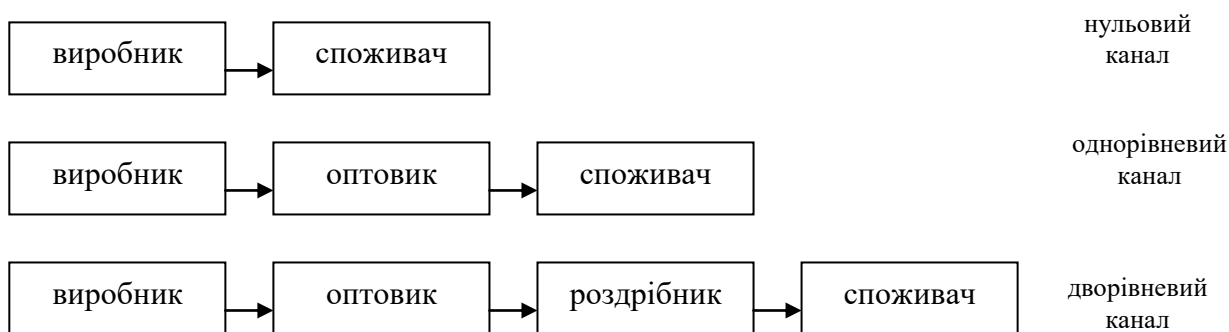 виробник споживач нульовий
канал
виробник оптовик споживач однорівневий
канал
виробник оптовик роздрібник споживач дворівневий
канал